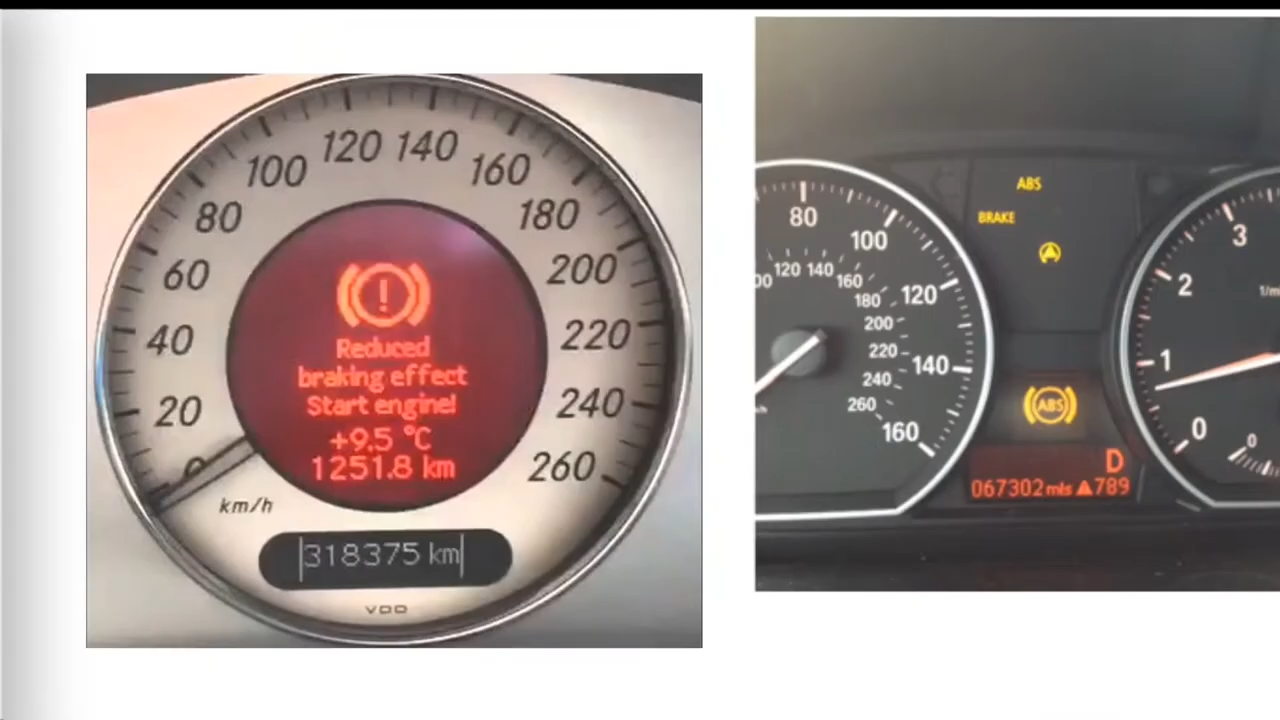 120 140
100 160
80 180
60 200
40 220
20 240
0 260
!
Reduced
braking effect
Start engine!
+9.5 °C
1251.8 km
km/h
318375 km
VDO
ABS
BRAKE
80
100
120
140
160
120 140 160
180
200
220
240
260
ABS
D
067302 mls ▲789
3
2
1
0
0